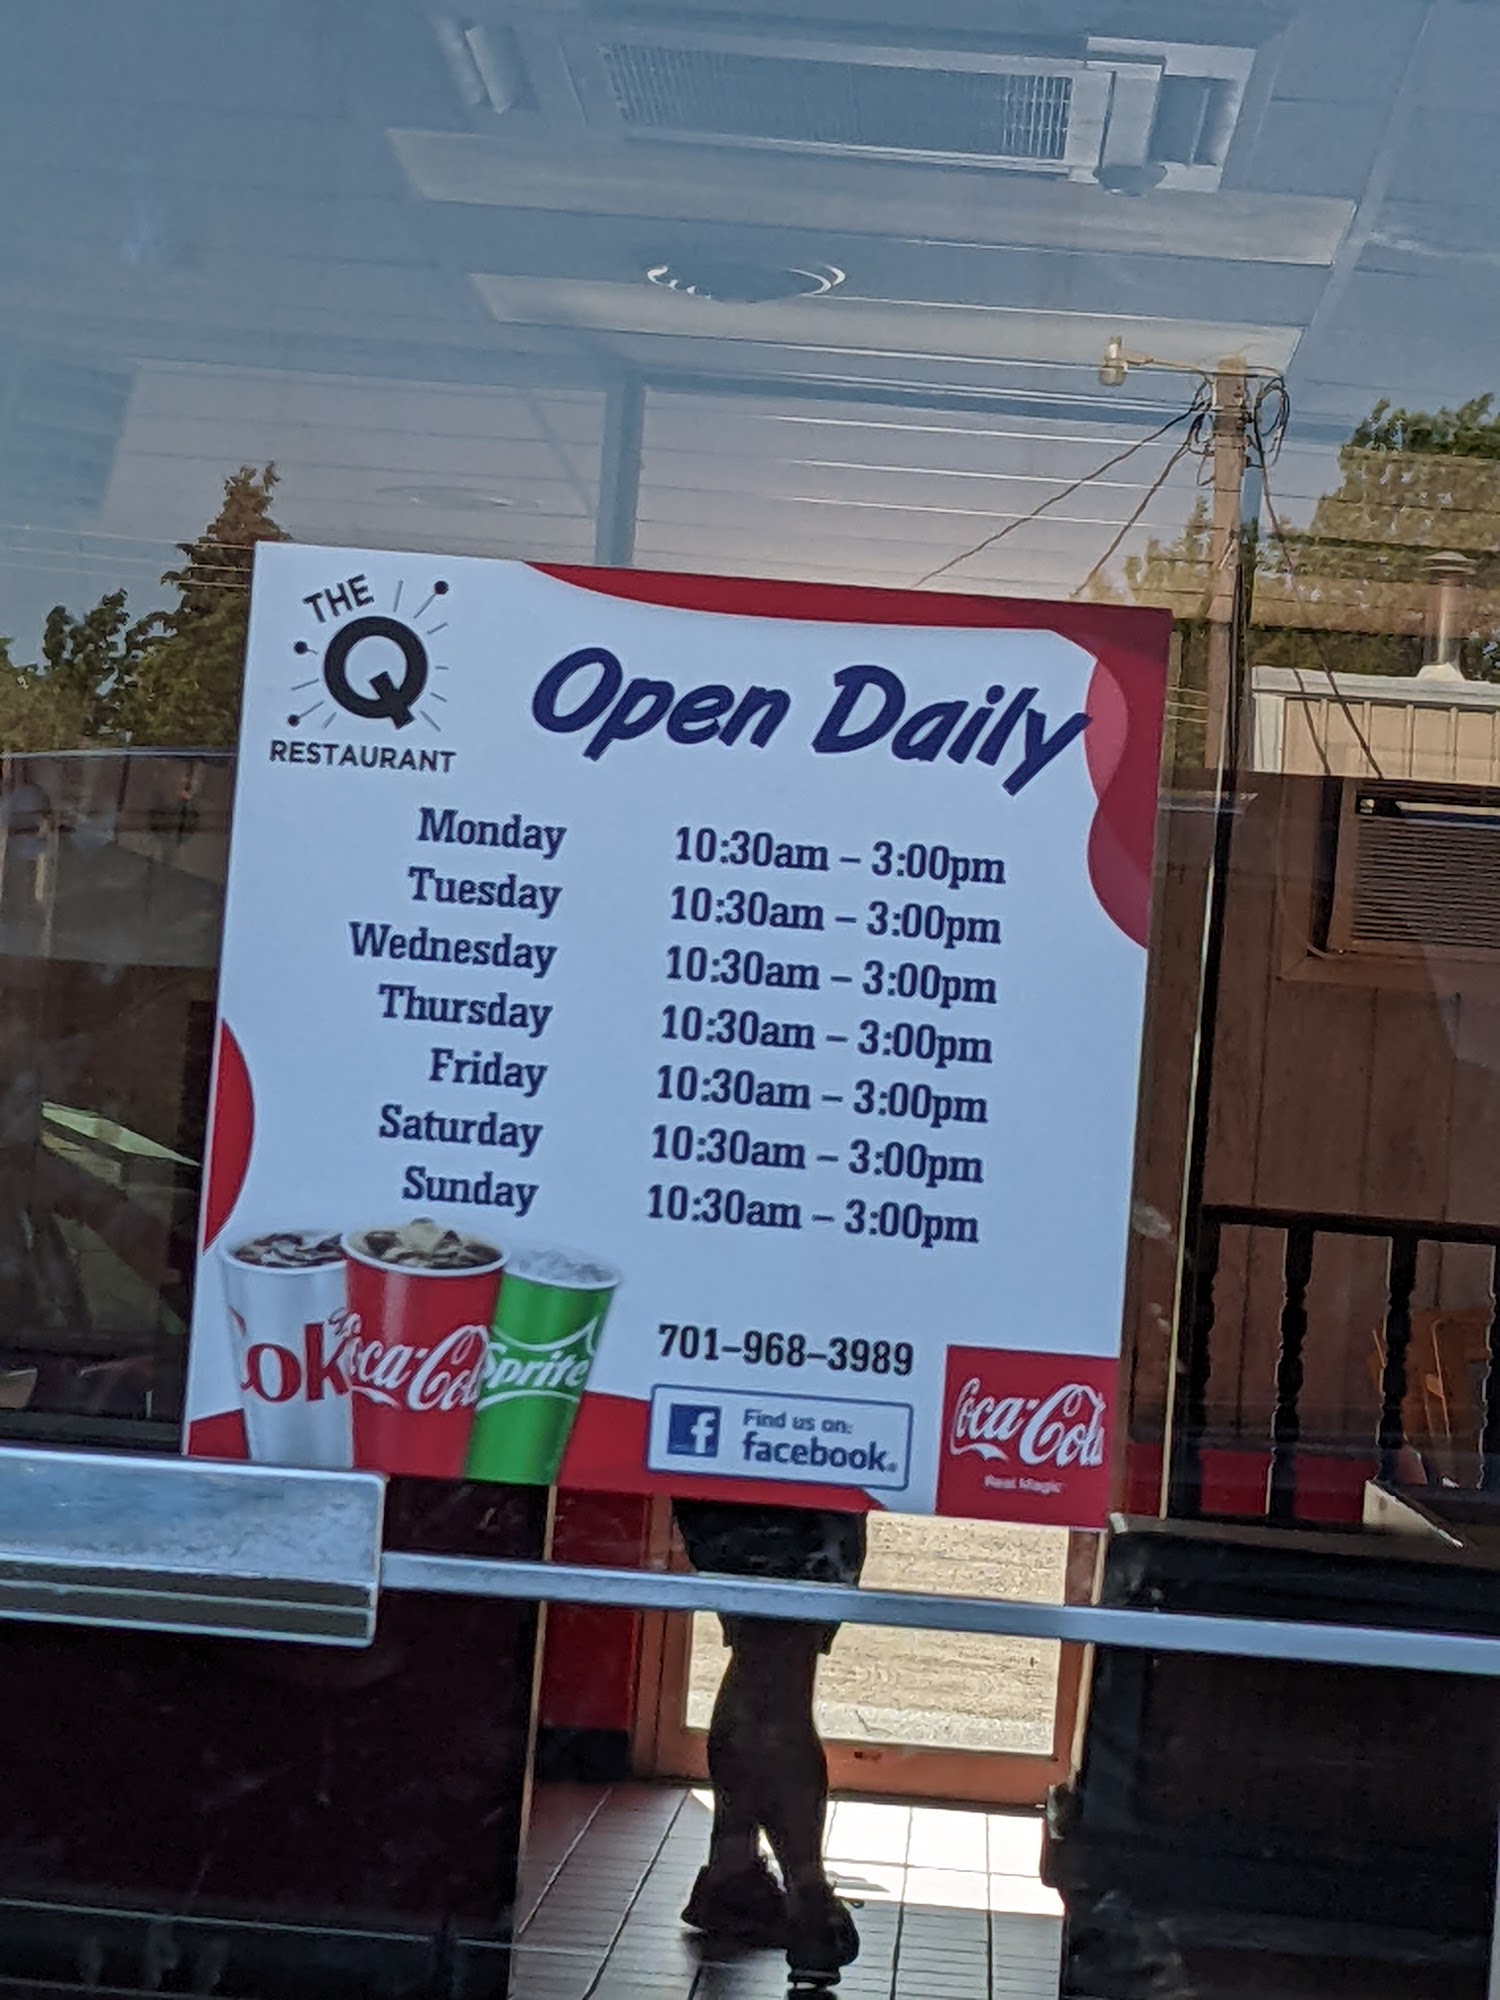 THE
Q
RESTAURANT
Open Daily
Monday 10:30am – 3:00pm
Tuesday 10:30am – 3:00pm
Wednesday 10:30am – 3:00pm
Thursday 10:30am – 3:00pm
Friday 10:30am – 3:00pm
Saturday 10:30am – 3:00pm
Sunday 10:30am – 3:00pm
Coca-Cola Sprite
701-968-3989
f Find us on:
facebook.
Coca-Cola
Real Magic